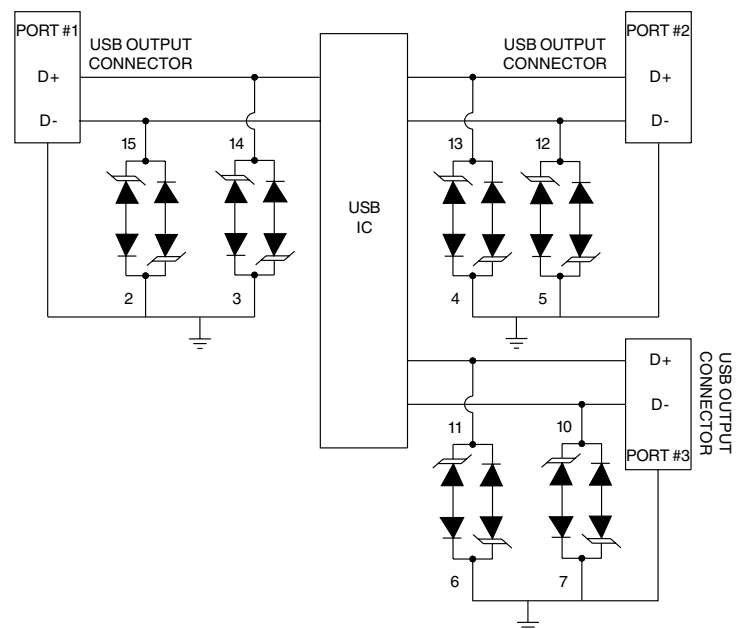 PORT #1
USB OUTPUT
CONNECTOR
D+
D-
15
14
2
3
USB
IC
USB OUTPUT
CONNECTOR
PORT #2
D+
D-
13
12
4
5
D+
D-
PORT #3
USB OUTPUT
CONNECTOR
11
10
6
7